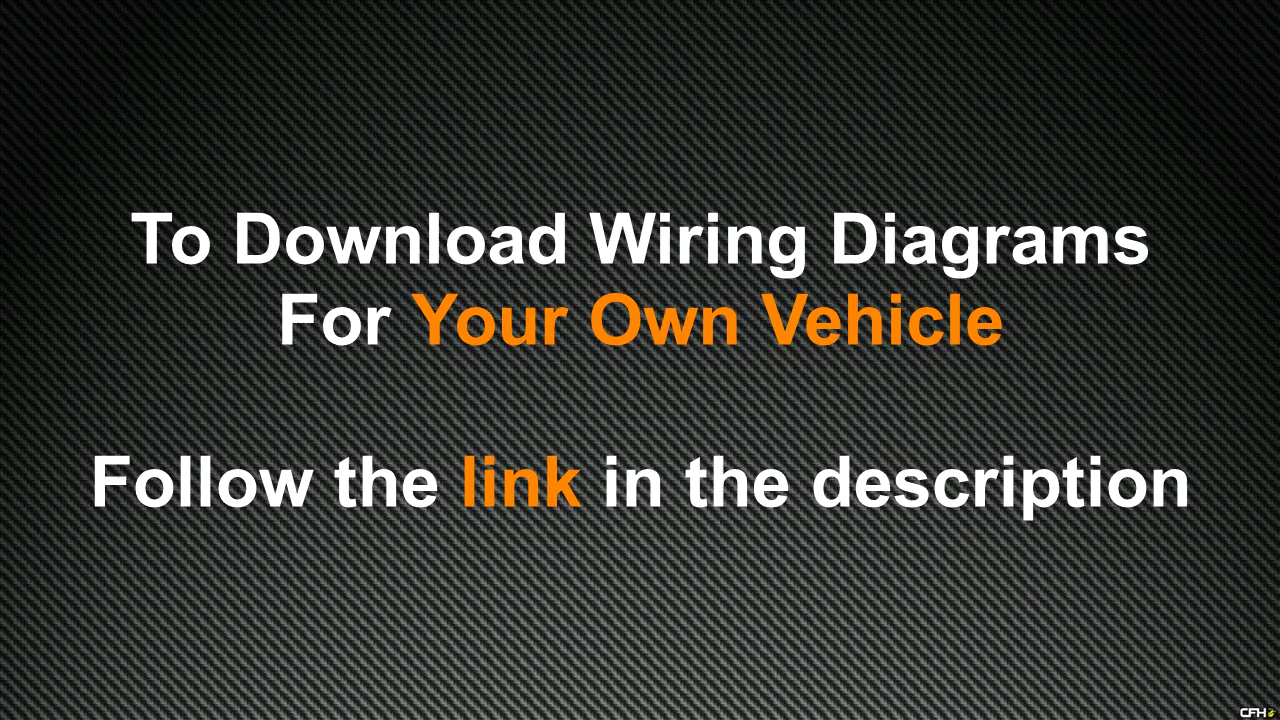 To Download Wiring Diagrams
For Your Own Vehicle
Follow the link in the description
CFH